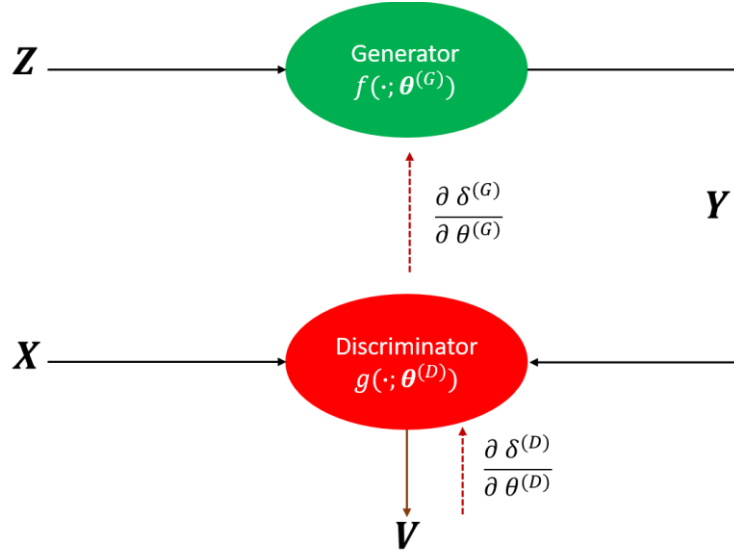 Z
Generator
f(·; θ^(G))
∂ δ^(G)
∂ θ^(G)
Y
X
Discriminator
g(·; θ^(D))
∂ δ^(D)
∂ θ^(D)
V